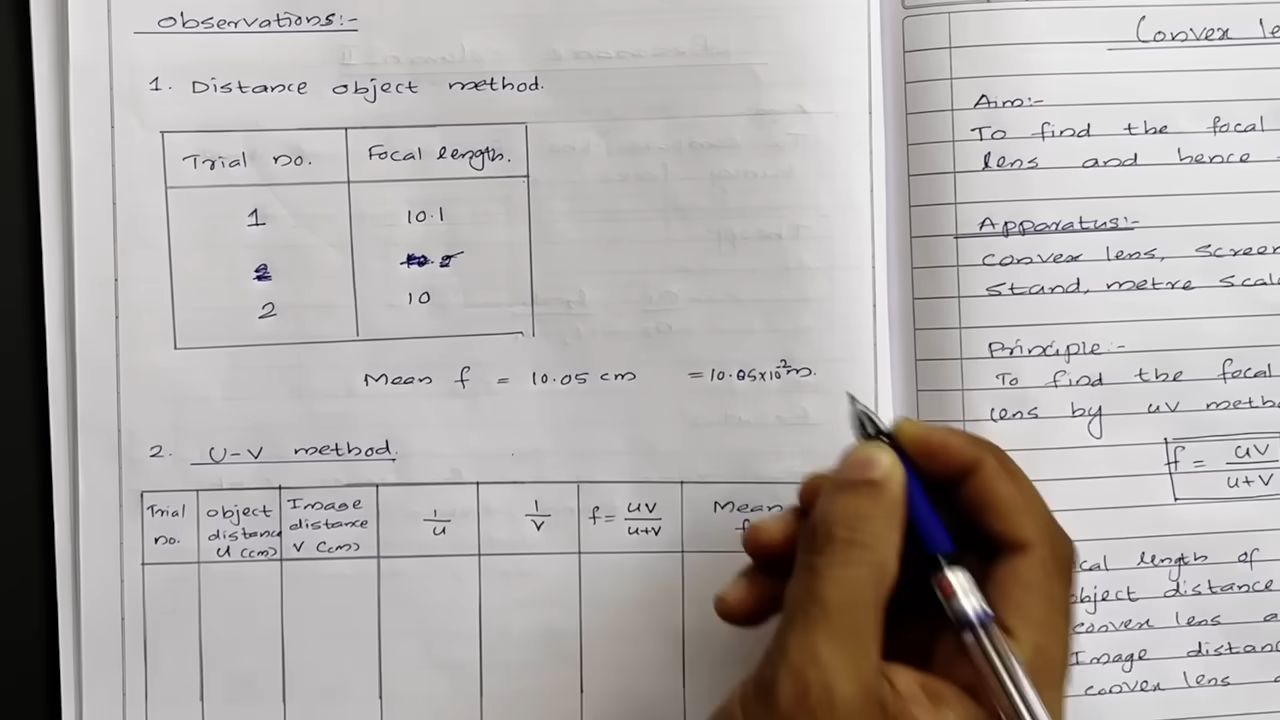 Observations:-
1. Distance object method.
Trial no. Focal length.
1 10.1
2
2 10
Mean f = 10.05 cm = 10.05x10⁻²m.
2. U-V method.
Trial no. object distance u (cm) Image distance v (cm) 1/u 1/v f = uv/u+v Mean
Convex le
Aim:-
To find the focal
lens and hence
Apparatus:-
convex lens, screen
stand, metre scal
Principle:-
To find the focal
lens by uv meth
f = uv/u+v
cal length of
object distance
convex lens
Image distan
convex lens